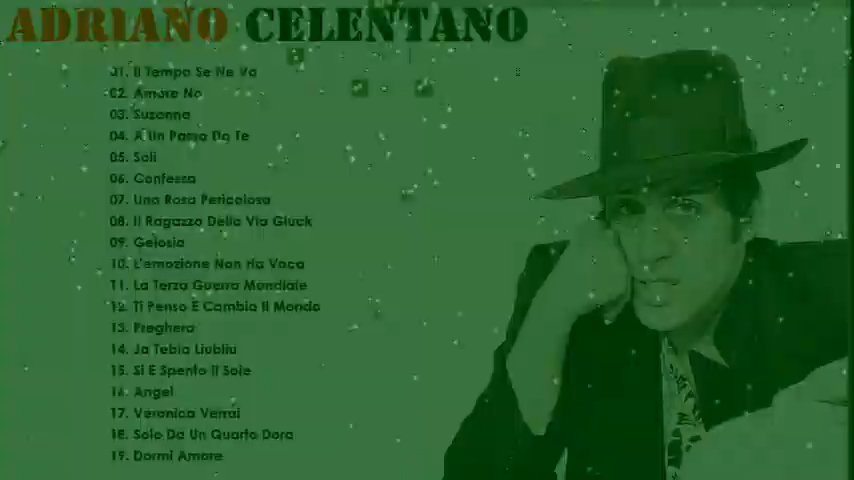 ADRIANO CELENTANO
01. Il Tempo Se Ne Va
02. Amore No
03. Susanna
04. A Un Passo Da Te
05. Soli
06. Confessa
07. Una Rosa Pericolosa
08. Il Ragazzo Della Via Gluck
09. Gelosia
10. L'emozione Non Ha Voce
11. La Terza Guerra Mondiale
12. Ti Penso E Cambia Il Mondo
13. Preghero
14. Ja Tebia Liubliu
15. Si E Spento Il Sole
16. Angel
17. Veronica Verrai
18. Solo Da Un Quarto Dora
19. Dormi Amore